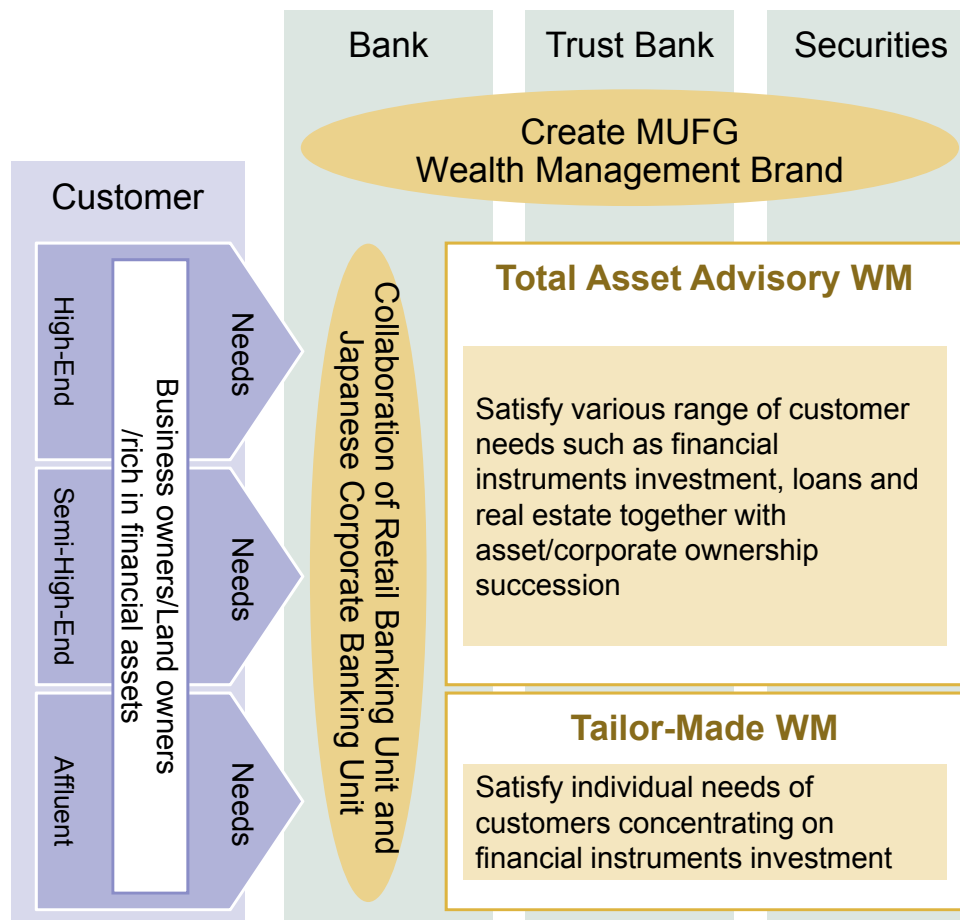 Bank
Trust Bank
Securities
Create MUFG
Wealth Management Brand
Customer
High-End
Needs
Semi-High-End
Needs
Affluent
Needs
Business owners/Land owners
/rich in financial assets
Collaboration of Retail Banking Unit and
Japanese Corporate Banking Unit
Total Asset Advisory WM
Satisfy various range of customer
needs such as financial
instruments investment, loans and
real estate together with
asset/corporate ownership
succession
Tailor-Made WM
Satisfy individual needs of
customers concentrating on
financial instruments investment